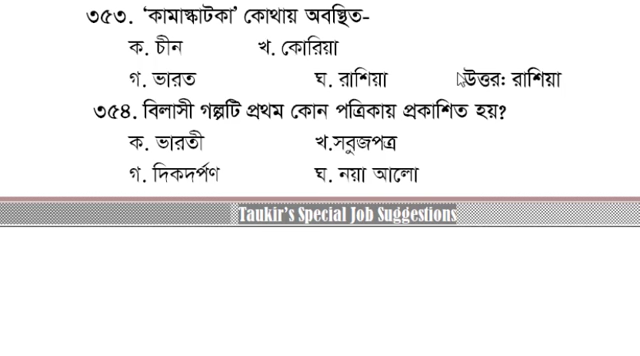 ৩৫৩. ‘কামাস্কাটকা’ কোথায় অবস্থিত-
ক. চীন খ. কোরিয়া
গ. ভারত ঘ. রাশিয়া উত্তর: রাশিয়া
৩৫৪. বিলাসী গল্পটি প্রথম কোন পত্রিকায় প্রকাশিত হয়?
ক. ভারতী খ.সবুজপত্র
গ. দিকদর্পণ ঘ. নয়া আলো
Taukir's Special Job Suggestions